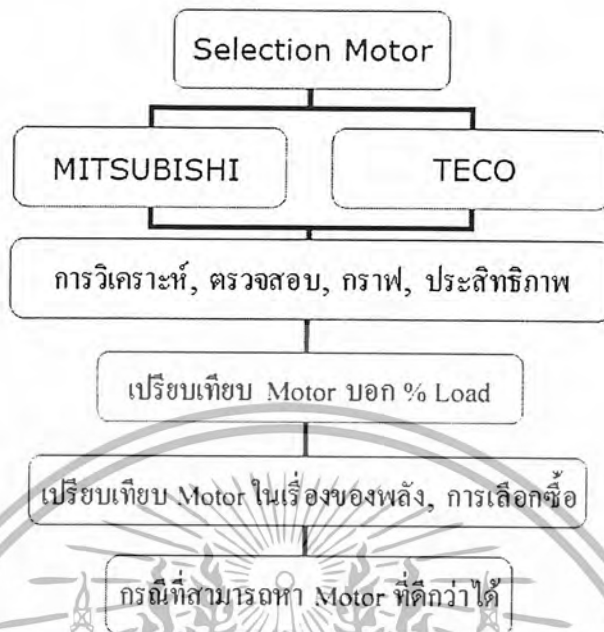 Selection Motor
MITSUBISHI
TECO
การวิเคราะห์, ตรวจสอบ, กราฟ, ประสิทธิภาพ
เปรียบเทียบ Motor บอก % Load
เปรียบเทียบ Motor ในเรื่องของพลัง, การเลือกซื้อ
กรณีที่สามารถหา Motor ที่ดีกว่าได้